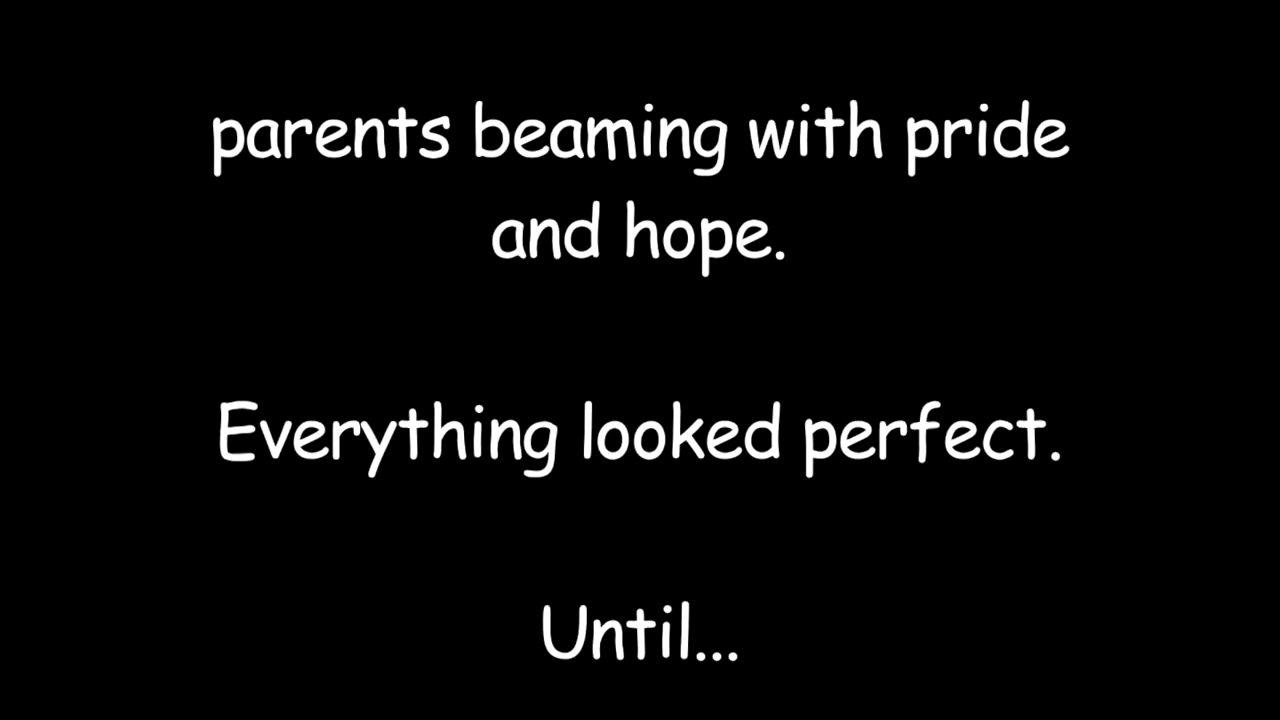 parents beaming with pride
and hope.
Everything looked perfect.
Until...